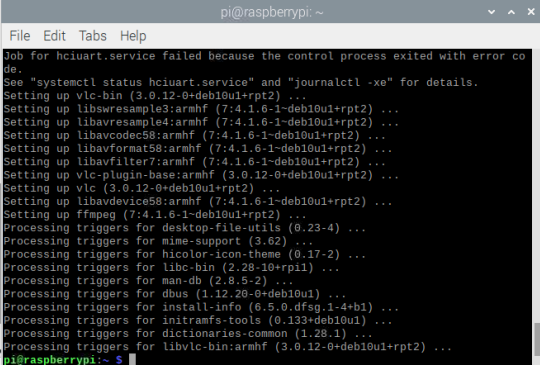 pi@raspberrypi: ~
File Edit Tabs Help
Job for hciuart.service failed because the control process exited with error co
de.
See "systemctl status hciuart.service" and "journalctl -xe" for details.
Setting up vlc-bin (3.0.12-0+deb10u1+rpt2) ...
Setting up libswresample3:armhf (7:4.1.6-1~deb10u1+rpt2) ...
Setting up libavresample4:armhf (7:4.1.6-1~deb10u1+rpt2) ...
Setting up libavcodec58:armhf (7:4.1.6-1~deb10u1+rpt2) ...
Setting up libavformat58:armhf (7:4.1.6-1~deb10u1+rpt2) ...
Setting up libavfilter7:armhf (7:4.1.6-1~deb10u1+rpt2) ...
Setting up vlc-plugin-base:armhf (3.0.12-0+deb10u1+rpt2) ...
Setting up vlc (3.0.12-0+deb10u1+rpt2) ...
Setting up libavdevice58:armhf (7:4.1.6-1~deb10u1+rpt2) ...
Setting up ffmpeg (7:4.1.6-1~deb10u1+rpt2) ...
Processing triggers for desktop-file-utils (0.23-4) ...
Processing triggers for mime-support (3.62) ...
Processing triggers for hicolor-icon-theme (0.17-2) ...
Processing triggers for libc-bin (2.28-10+rpi1) ...
Processing triggers for man-db (2.8.5-2) ...
Processing triggers for dbus (1.12.20-0+deb10u1) ...
Processing triggers for install-info (6.5.0.dfsg.1-4+b1) ...
Processing triggers for initramfs-tools (0.133+deb10u1) ...
Processing triggers for dictionaries-common (1.28.1) ...
Processing triggers for libvlc-bin:armhf (3.0.12-0+deb10u1+rpt2) ...
pi@raspberrypi:~ $